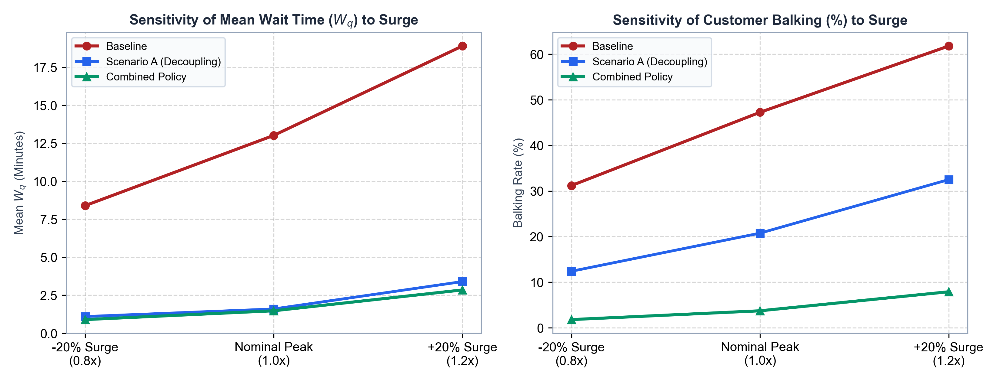 Sensitivity of Mean Wait Time (Wq) to Surge
Baseline
Scenario A (Decoupling)
Combined Policy
Mean Wq (Minutes)
17.5
15.0
12.5
10.0
7.5
5.0
2.5
0.0
-20% Surge
(0.8x)
Nominal Peak
(1.0x)
+20% Surge
(1.2x)
Sensitivity of Customer Balking (%) to Surge
Baseline
Scenario A (Decoupling)
Combined Policy
Balking Rate (%)
60
50
40
30
20
10
0
-20% Surge
(0.8x)
Nominal Peak
(1.0x)
+20% Surge
(1.2x)